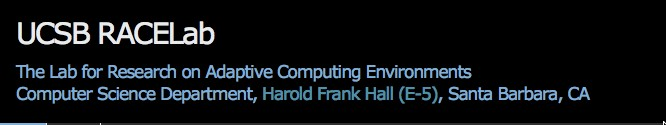 UCSB RACELab
The Lab for Research on Adaptive Computing Environments
Computer Science Department, Harold Frank Hall (E-5), Santa Barbara, CA